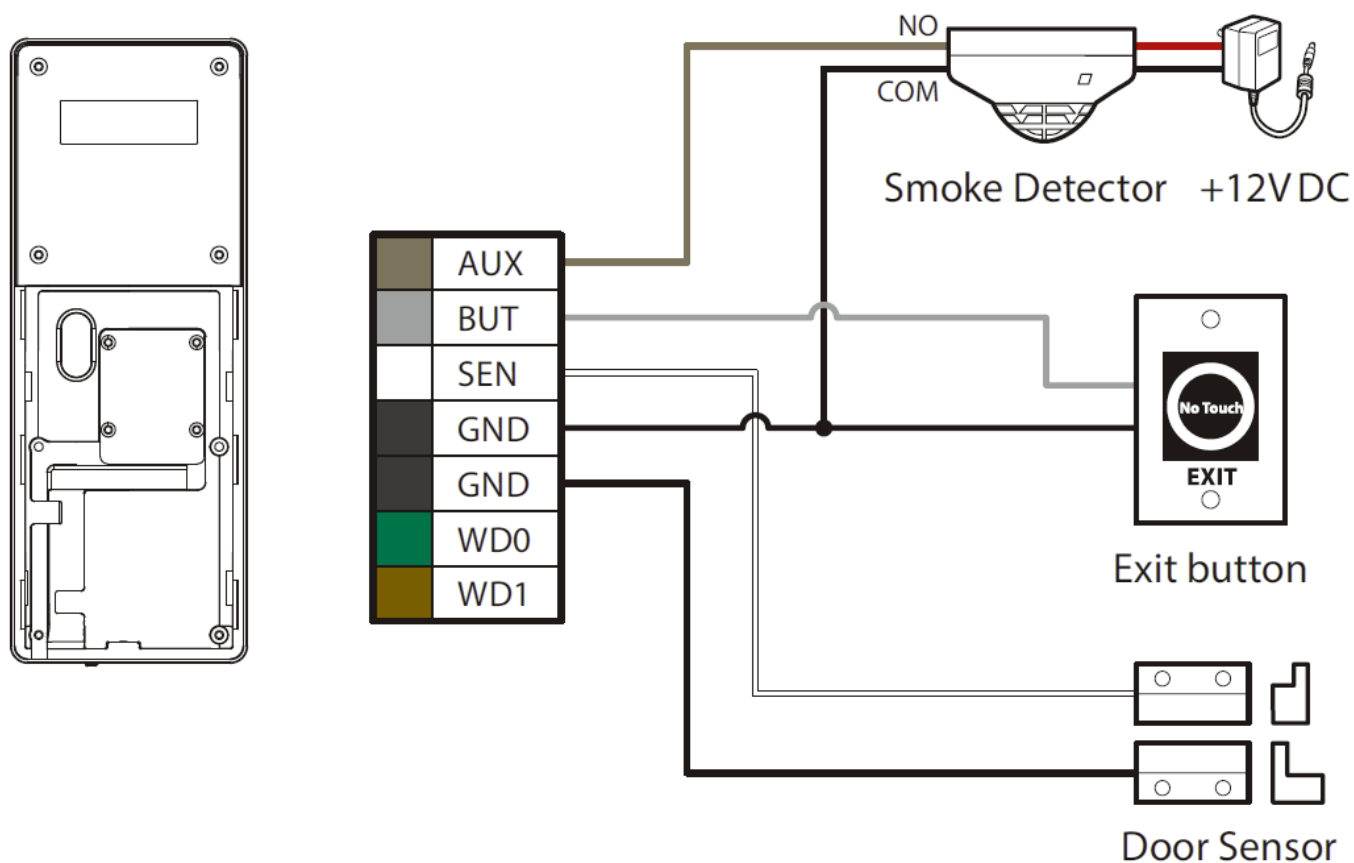 NO
COM
Smoke Detector +12V DC
AUX
BUT
SEN
GND
GND
WD0
WD1
No Touch
EXIT
Exit button
Door Sensor